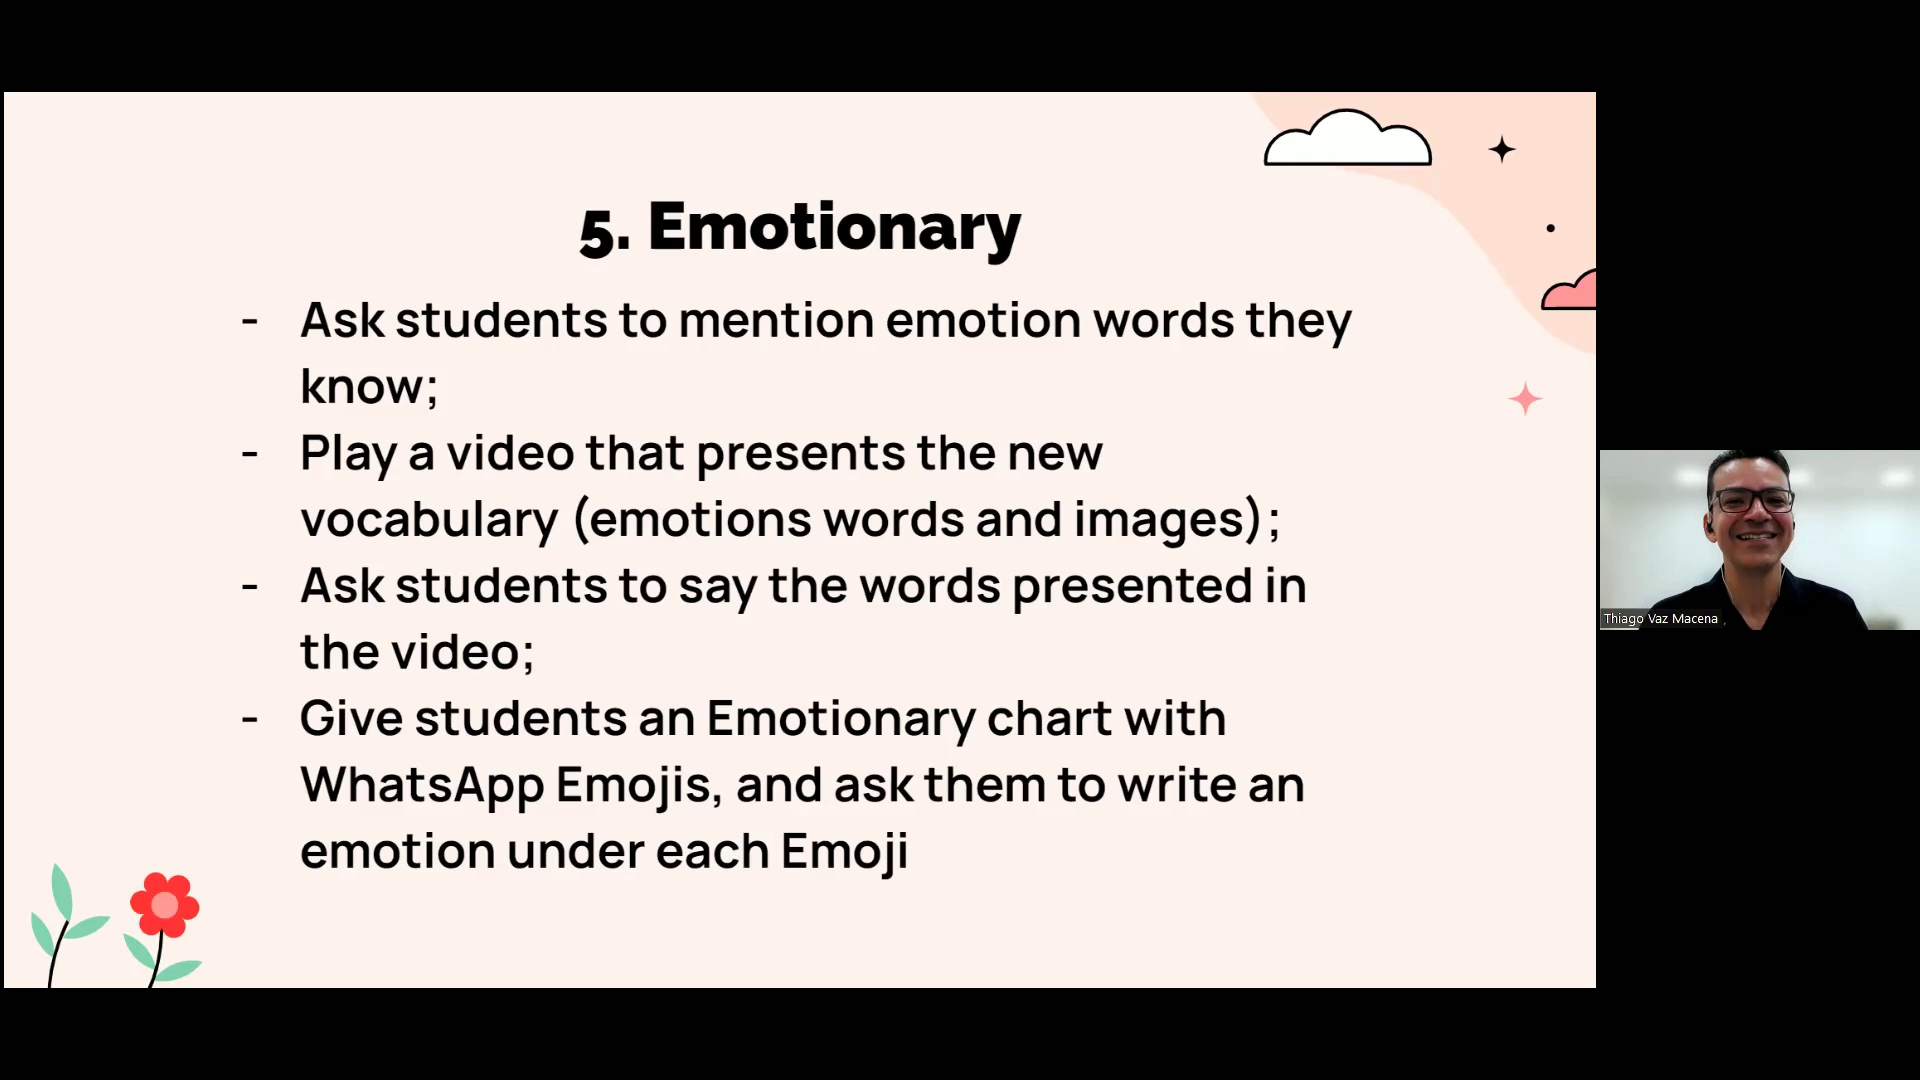 5. Emotionary
- Ask students to mention emotion words they
know;
- Play a video that presents the new
vocabulary (emotions words and images);
- Ask students to say the words presented in
the video;
- Give students an Emotionary chart with
WhatsApp Emojis, and ask them to write an
emotion under each Emoji
Thiago Vaz Macena